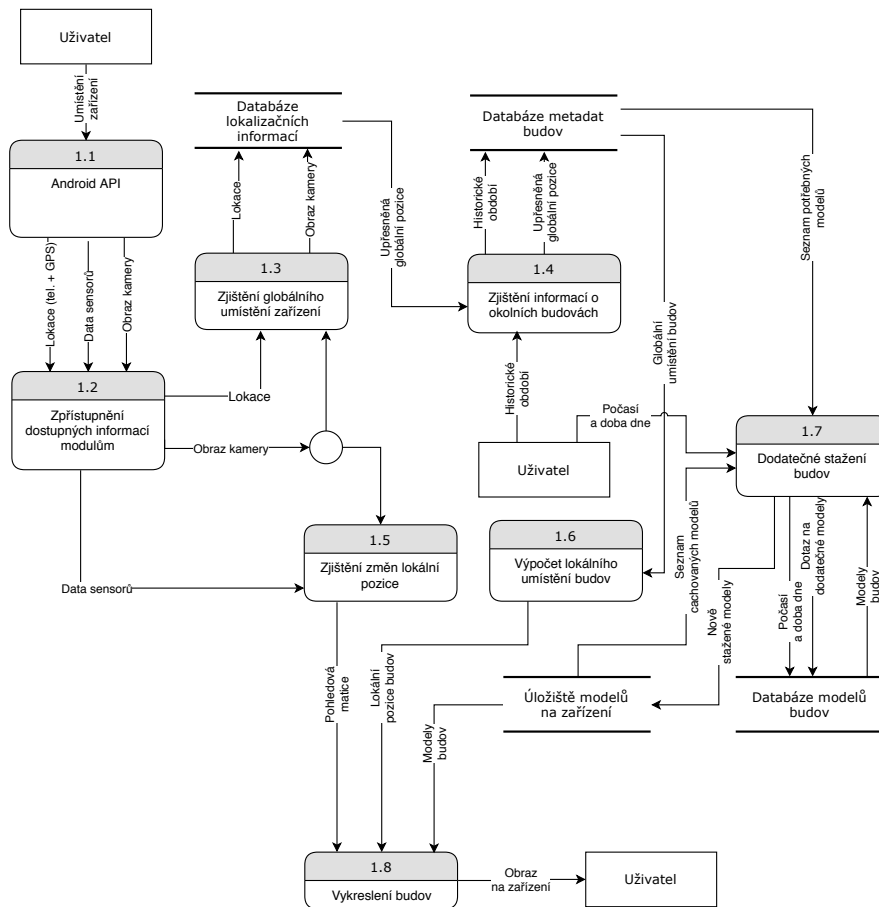 Uživatel
Umístění
zařízení
1.1
Android API
Lokace (tel. + GPS)
Data sensorů
Obraz kamery
1.2
Zpřístupnění
dostupných informací
modulům
Databáze
lokalizačních
informací
Lokace
Obraz kamery
1.3
Zjištění globálního
umístění zařízení
Upřesněná
globální pozice
Databáze metadat
budov
Historické
období
Upřesněná
globální pozice
1.4
Zjištění informací o
okolních budovách
Seznam potřebných
modelů
Globální
umístění budov
Lokace
Obraz kamery
Historické
období
Počasí
a doba dne
Uživatel
1.7
Dodatečné stažení
budov
1.5
Zjištění změn lokální
pozice
1.6
Výpočet lokálního
umístění budov
Data sensorů
Seznam
cachovaných modelů
Nově
stažené modely
Počasí
a doba dne
Dotaz na
dodatečné modely
Modely
budov
Pohledová
matice
Lokální
pozice budov
Modely
budov
Úložiště modelů
na zařízení
Databáze modelů
budov
1.8
Vykreslení budov
Obraz
na zařízení
Uživatel